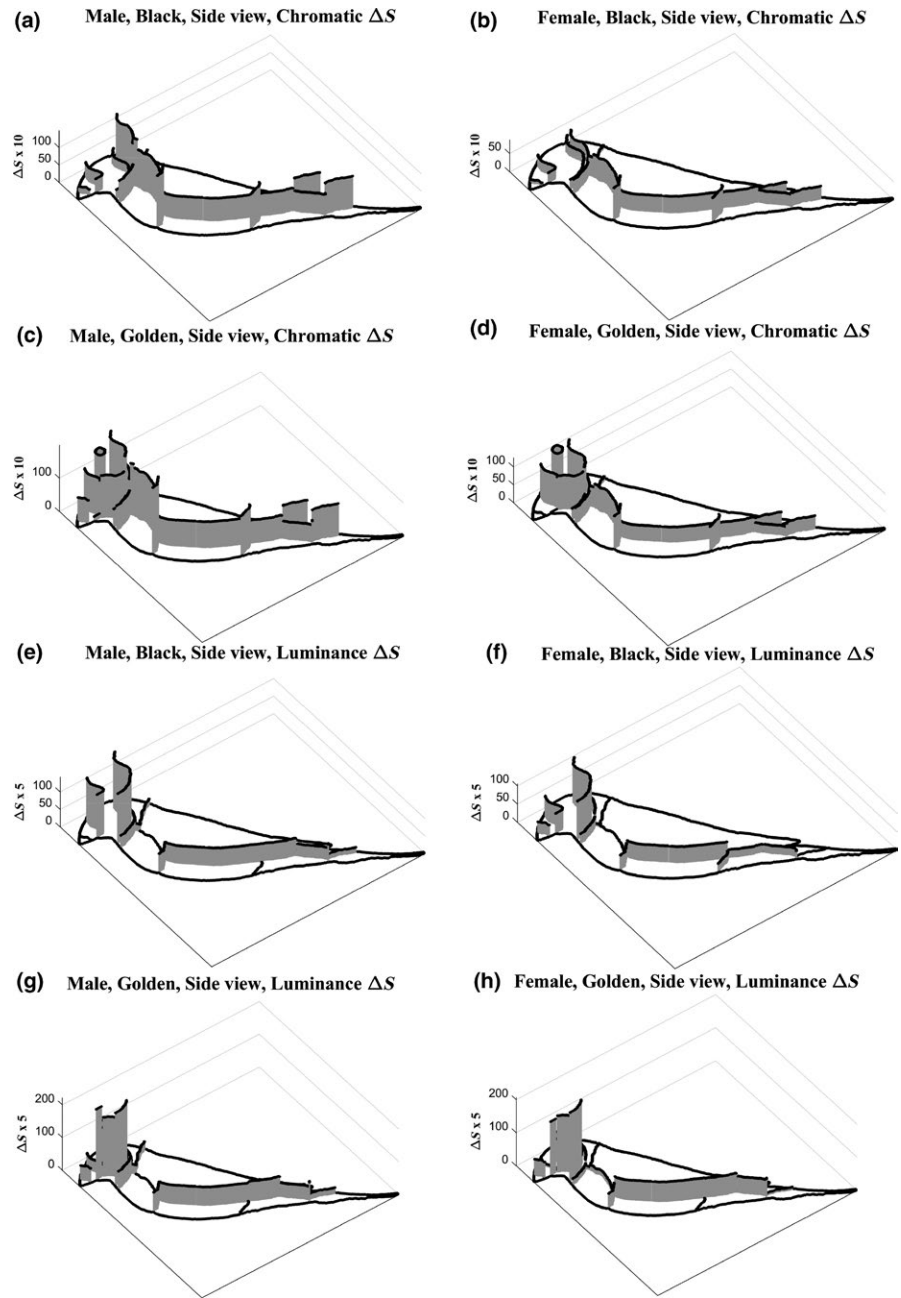 (a) Male, Black, Side view, Chromatic ΔS
ΔS x 10
100
50
0
(b) Female, Black, Side view, Chromatic ΔS
ΔS x 10
50
0
(c) Male, Golden, Side view, Chromatic ΔS
ΔS x 10
100
0
(d) Female, Golden, Side view, Chromatic ΔS
ΔS x 10
100
50
0
(e) Male, Black, Side view, Luminance ΔS
ΔS x 5
100
50
0
(f) Female, Black, Side view, Luminance ΔS
ΔS x 5
100
50
0
(g) Male, Golden, Side view, Luminance ΔS
ΔS x 5
200
100
0
(h) Female, Golden, Side view, Luminance ΔS
ΔS x 5
200
100
0